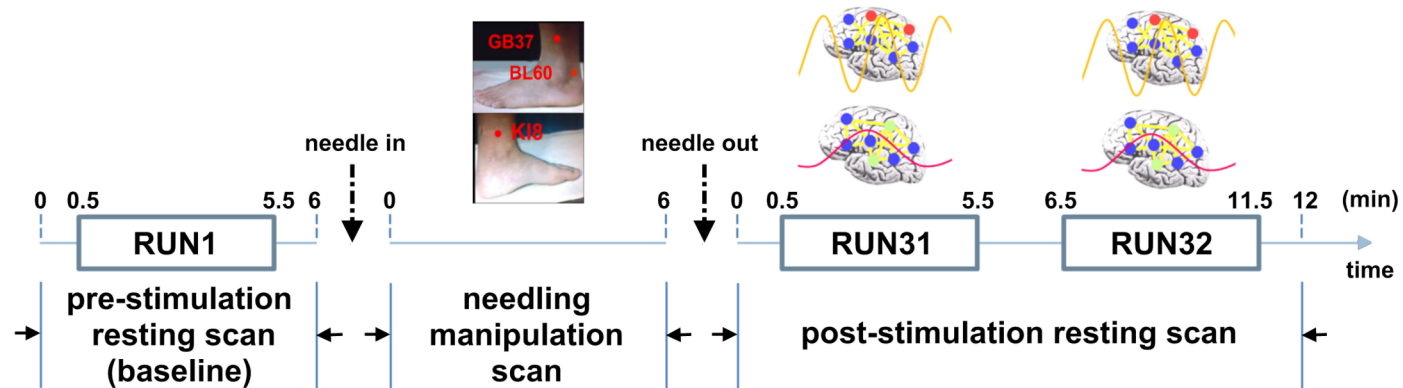 GB37
BL60
KI8
needle in
needle out
0 0.5 5.5 6 0 6 0 0.5 5.5 6.5 11.5 12 (min)
RUN1 RUN31 RUN32
time
pre-stimulation
resting scan
(baseline)
needling
manipulation
scan
post-stimulation resting scan